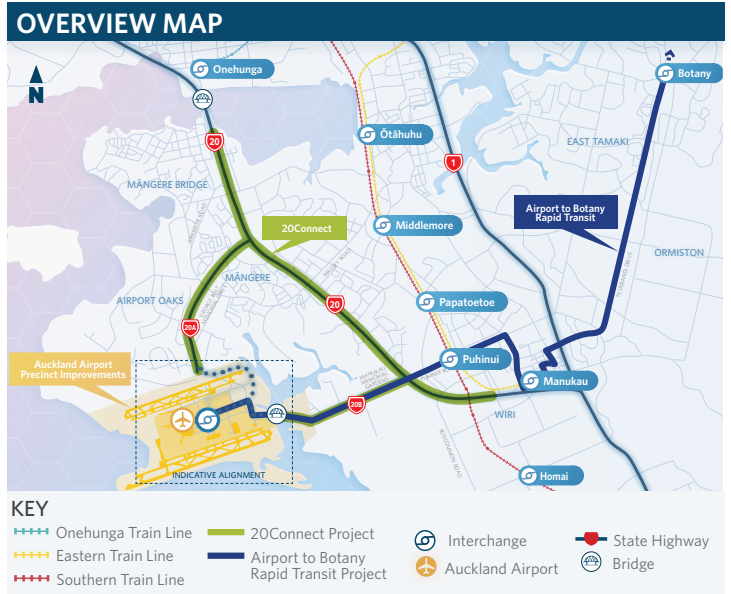 OVERVIEW MAP
N
Onehunga
Botany
20
Ōtāhuhu
1
EAST TAMAKI
MĀNGERE BRIDGE
Airport to Botany
Rapid Transit
20Connect
Middlemore
ORMISTON
MĀNGERE
AIRPORT OAKS
20
Papatoetoe
20A
Auckland Airport
Precinct Improvements
Puhinui
Manukau
20B
WIRI
INDICATIVE ALIGNMENT
Homai
KEY
Onehunga Train Line
Eastern Train Line
Southern Train Line
20Connect Project
Airport to Botany
Rapid Transit Project
Interchange
Auckland Airport
State Highway
Bridge